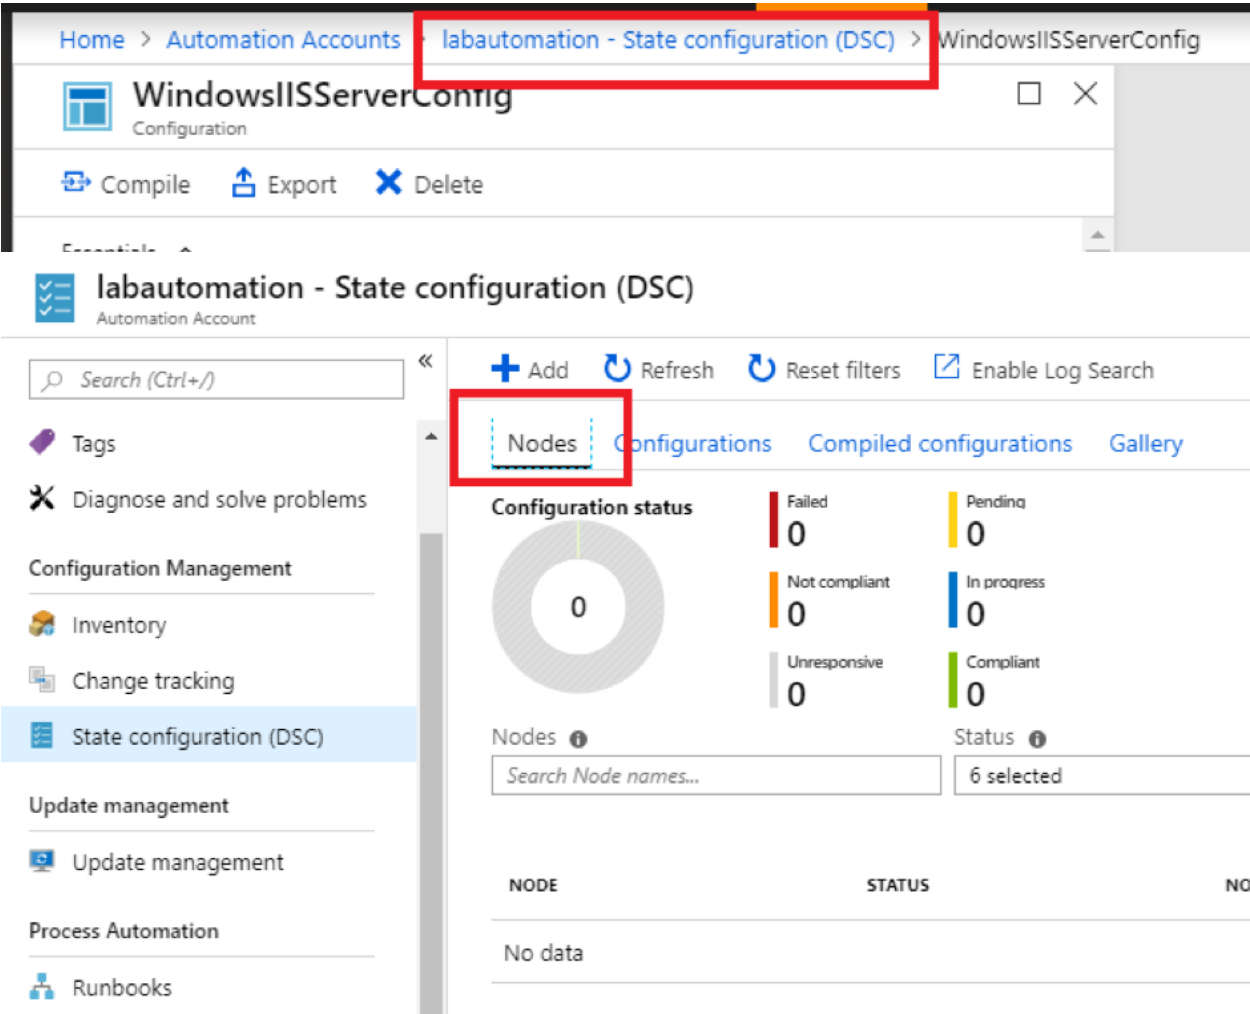 Home > Automation Accounts > labautomation - State configuration (DSC) > WindowsIISServerConfig
WindowsIISServerConfig
Configuration
Compile Export Delete
Essentials
labautomation - State configuration (DSC)
Automation Account
Search (Ctrl+/)
«
Add Refresh Reset filters Enable Log Search
Tags
Diagnose and solve problems
Configuration Management
Inventory
Change tracking
State configuration (DSC)
Update management
Update management
Process Automation
Runbooks
Nodes Configurations Compiled configurations Gallery
Configuration status
0
Failed
0
Pending
0
Not compliant
0
In progress
0
Unresponsive
0
Compliant
0
Nodes
Status
Search Node names...
6 selected
NODE STATUS NO
No data